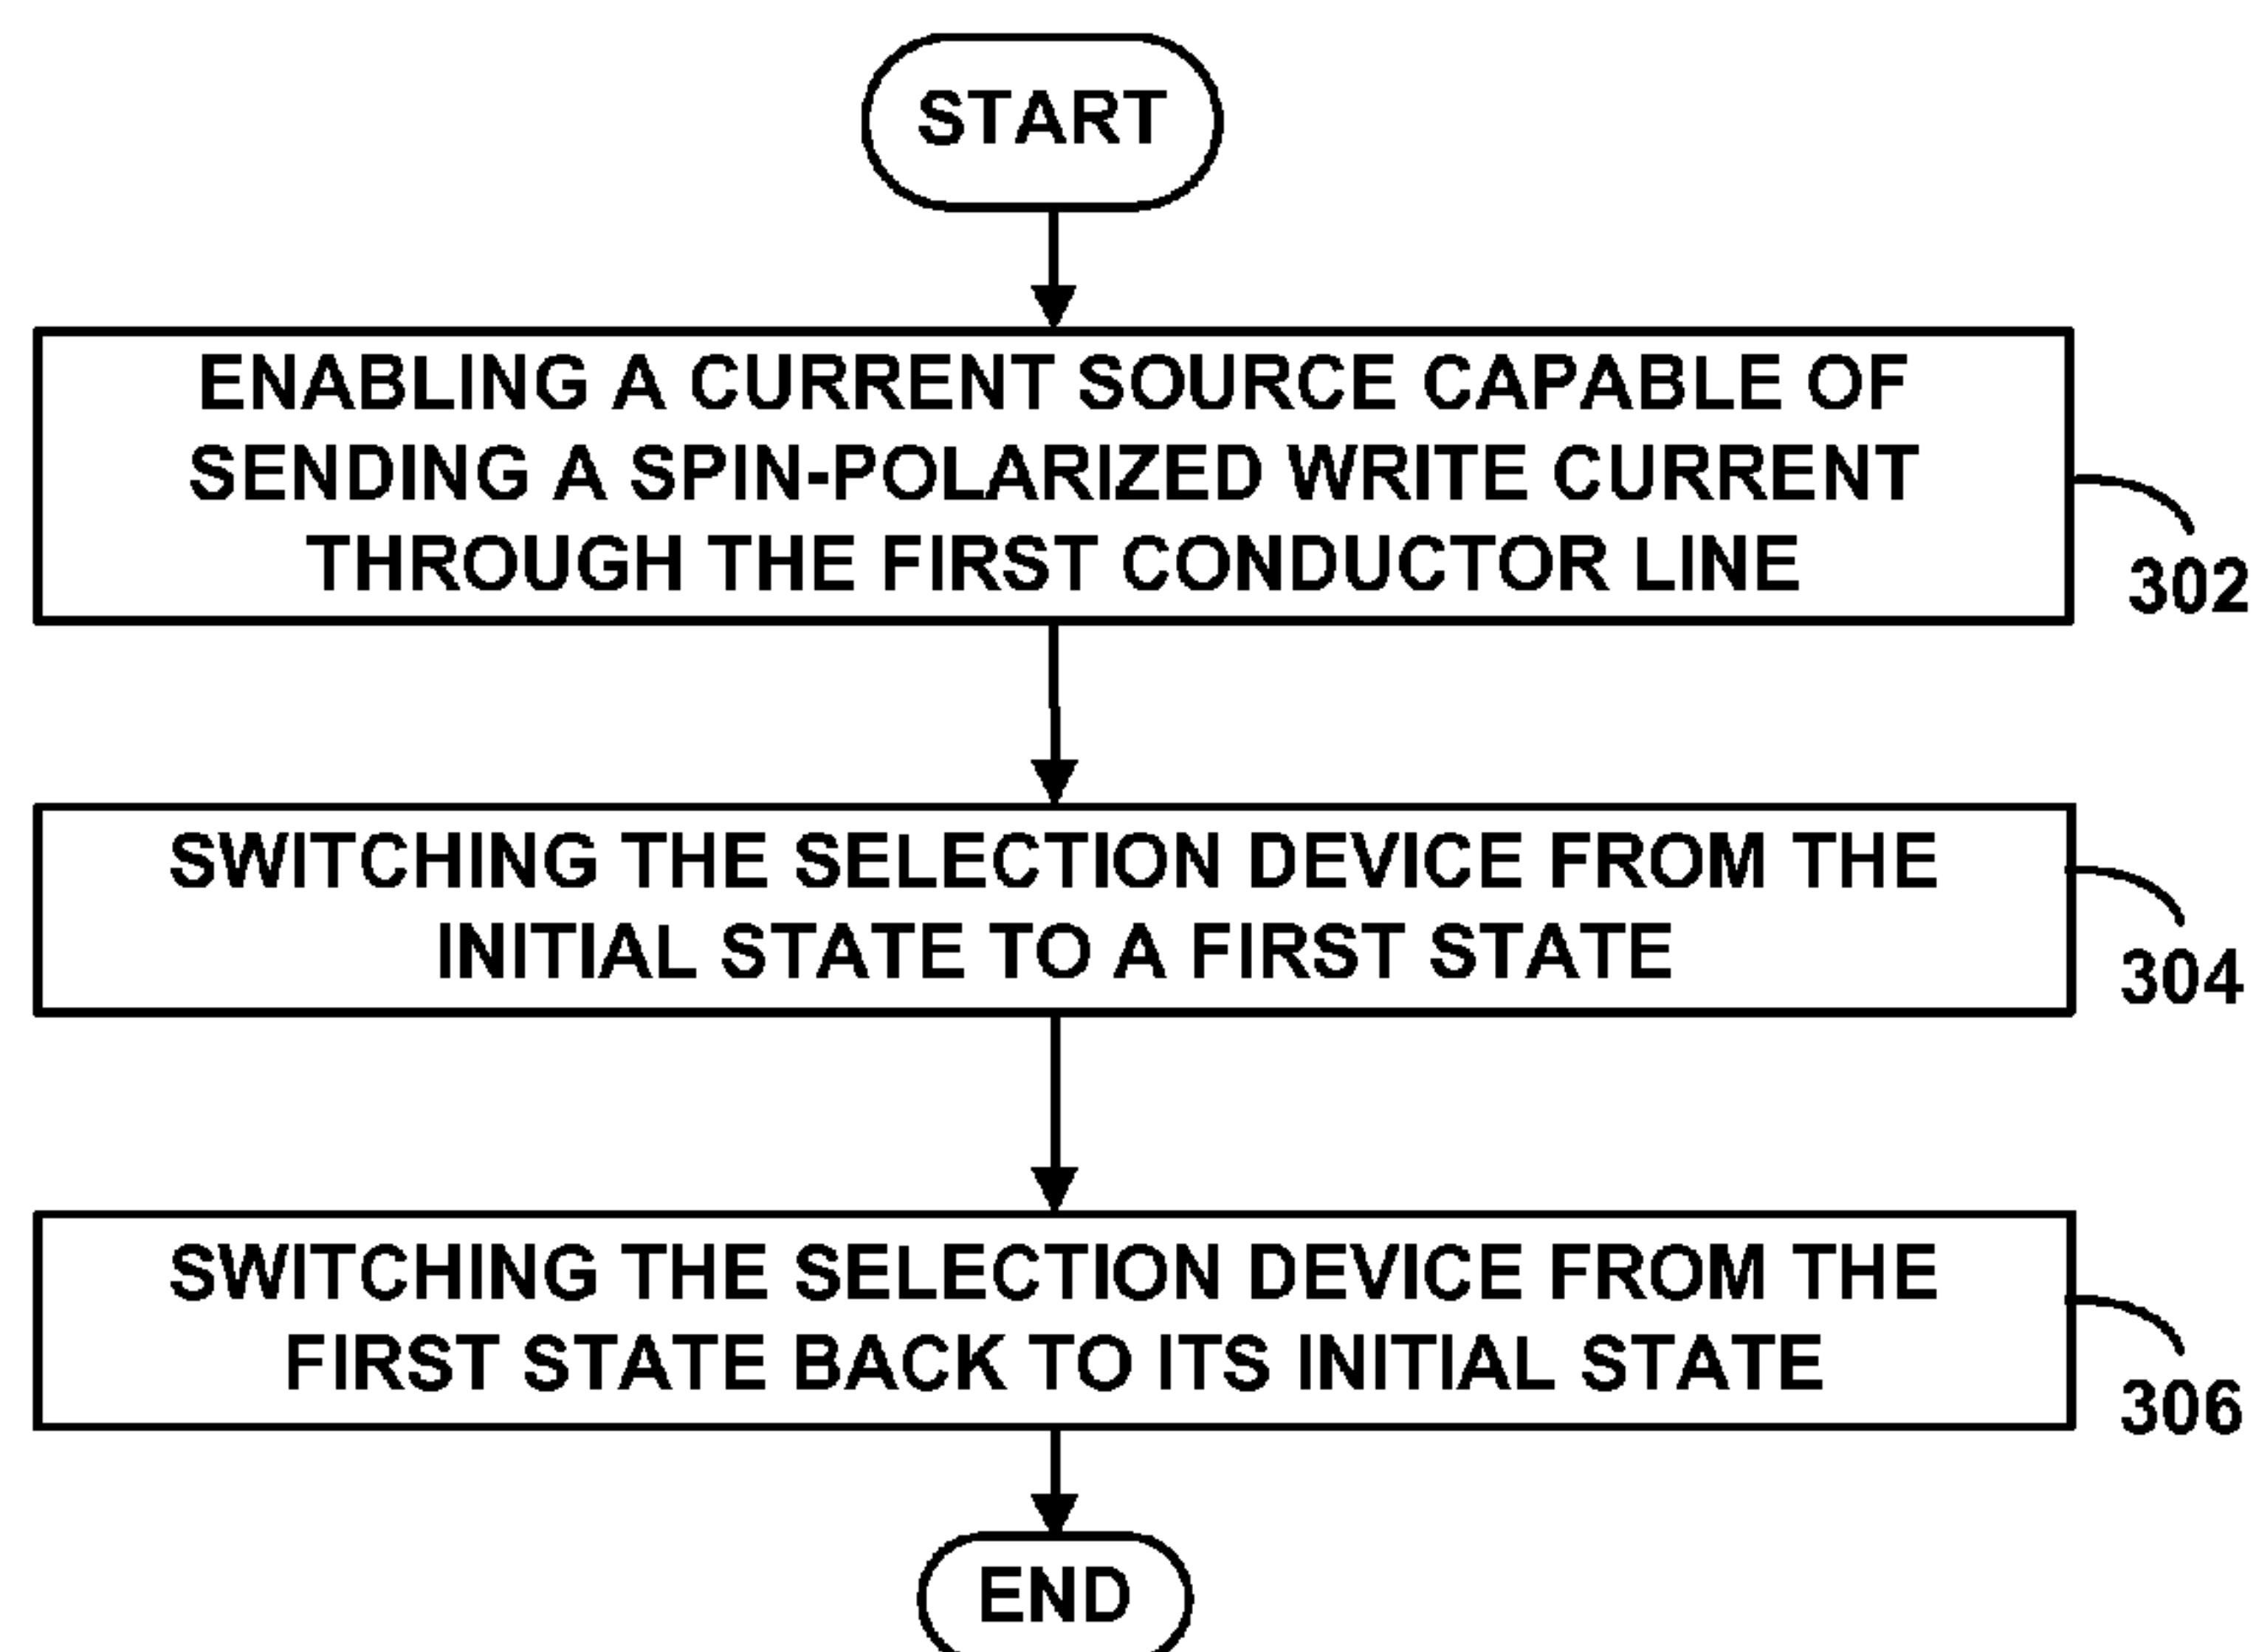 START
ENABLING A CURRENT SOURCE CAPABLE OF
SENDING A SPIN-POLARIZED WRITE CURRENT
THROUGH THE FIRST CONDUCTOR LINE
302
SWITCHING THE SELECTION DEVICE FROM THE
INITIAL STATE TO A FIRST STATE
304
SWITCHING THE SELECTION DEVICE FROM THE
FIRST STATE BACK TO ITS INITIAL STATE
306
END